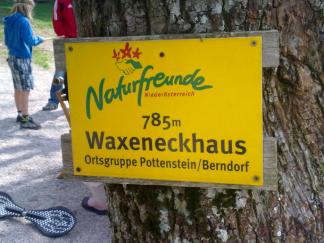 Naturfreunde
Niederösterreich
785m
Waxeneckhaus
Ortsgruppe Pottenstein/Berndorf